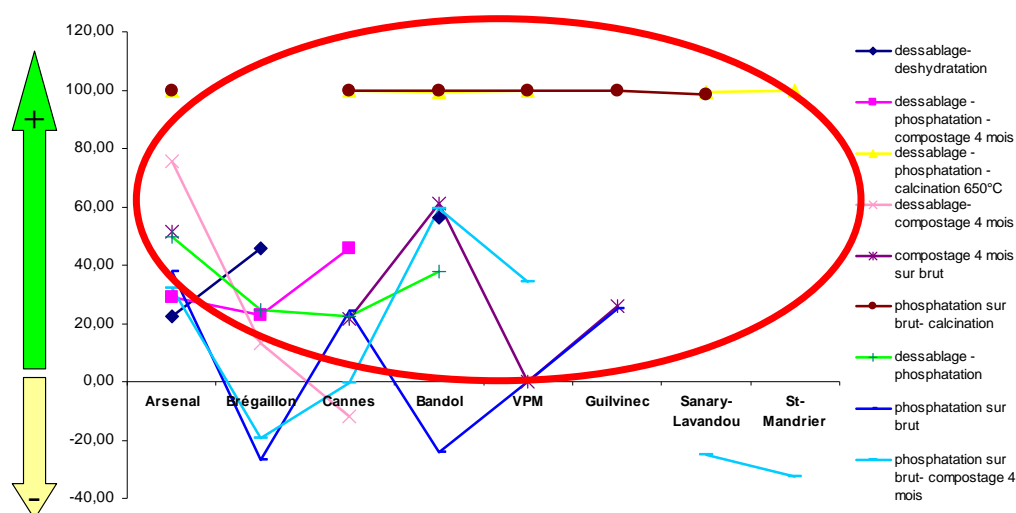 120,00
100,00
80,00
60,00
40,00
20,00
0,00
-20,00
-40,00
+
-
Arsenal
Brégaillon
Cannes
Bandol
VPM
Guilvinec
Sanary-
Lavandou
St-
Mandrier
dessablage-
deshydratation
dessablage -
phosphatation -
compostage 4 mois
dessablage -
phosphatation -
calcination 650°C
dessablage-
compostage 4 mois
compostage 4 mois
sur brut
phosphatation sur
brut- calcination
dessablage -
phosphatation
phosphatation sur
brut
phosphatation sur
brut- compostage 4
mois